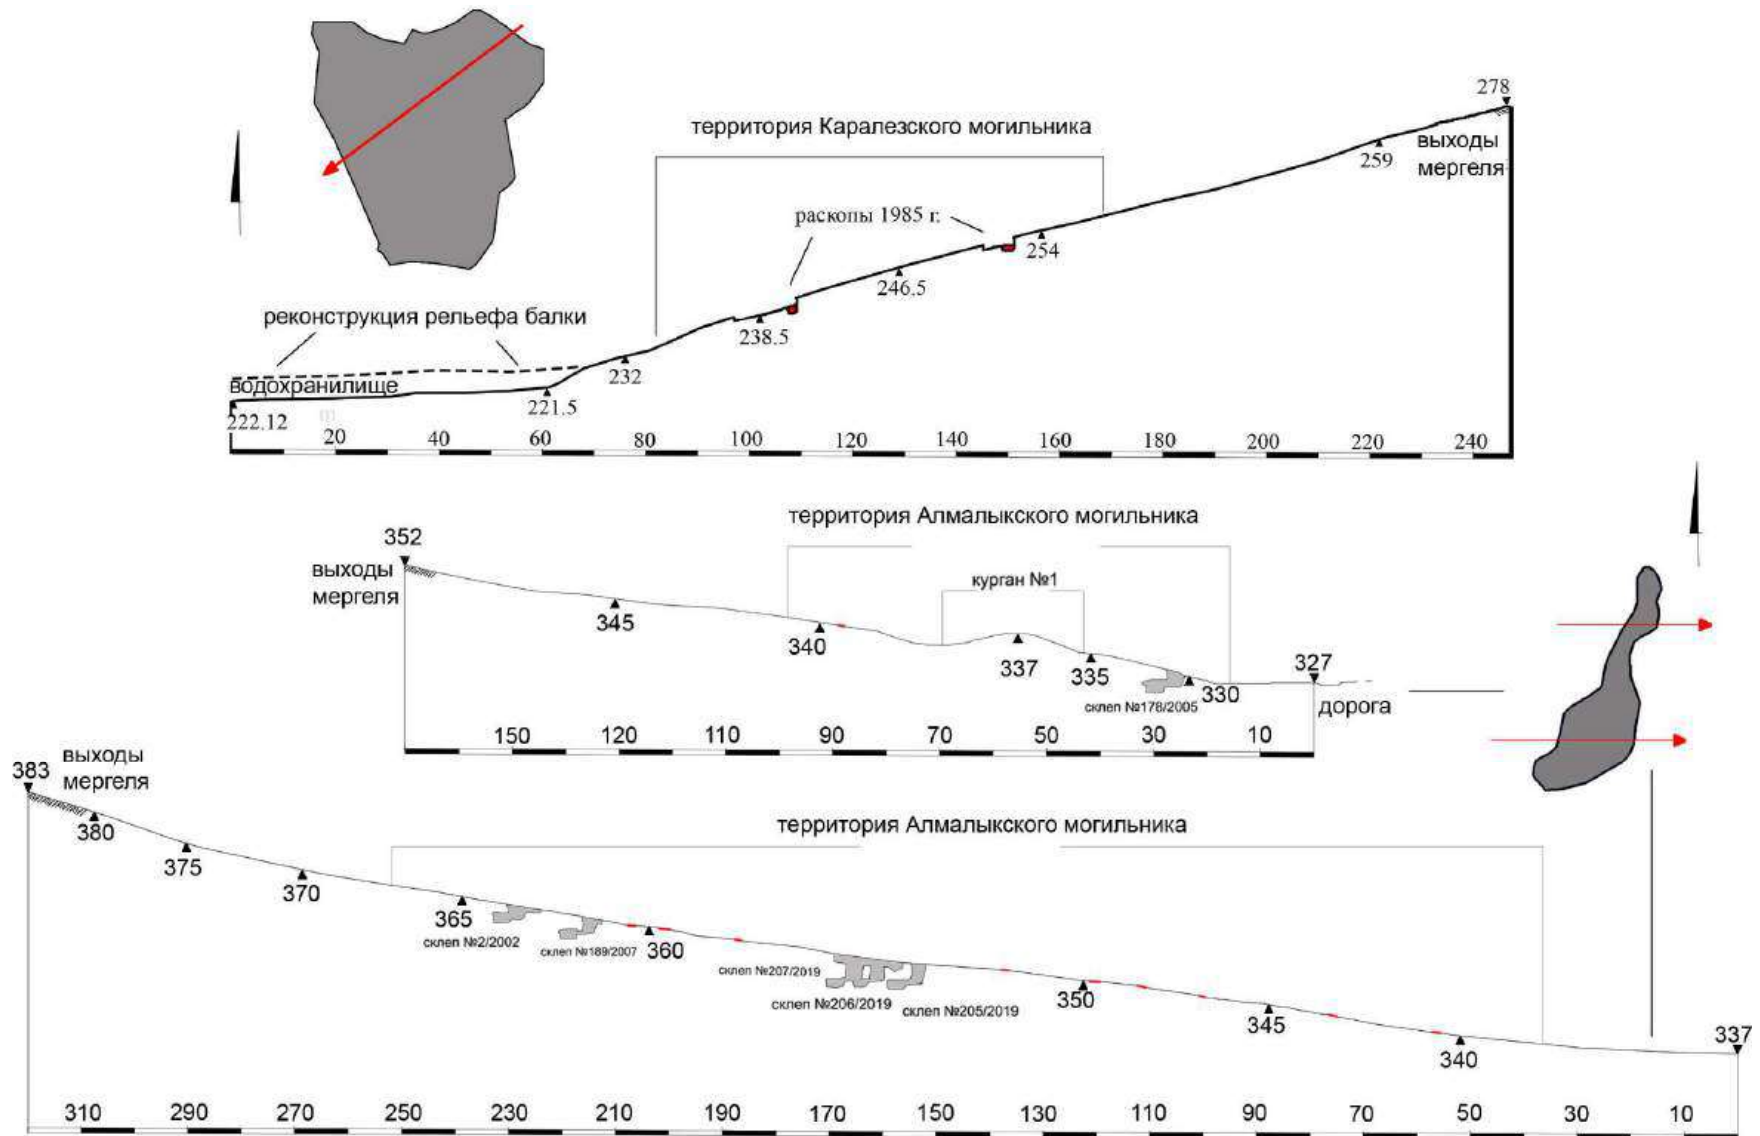 278
территория Каралезского могильника
выходы
мергеля
259
раскопы 1985 г.
254
246.5
238.5
реконструкция рельефа балки
водохранилище
232
221.5
222.12
20 40 60 80 100 120 140 160 180 200 220 240
территория Алмалыкского могильника
352
выходы
мергеля
курган №1
345
340
337
335
330
327
дорога
склеп №178/2005
150 120 110 90 70 50 30 10
383
выходы
мергеля
380
375
370
территория Алмалыкского могильника
365
склеп №2/2002
склеп №189/2007
360
склеп №207/2019
склеп №206/2019
склеп №205/2019
350
345
340
337
310 290 270 250 230 210 190 170 150 130 110 90 70 50 30 10